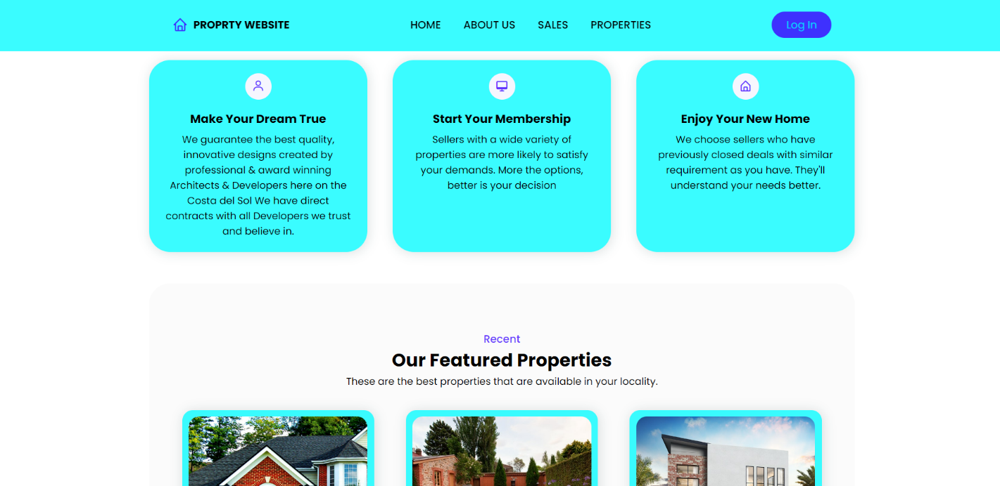 PROPRTY WEBSITE
HOME
ABOUT US
SALES
PROPERTIES
Log In
Make Your Dream True
We guarantee the best quality,
innovative designs created by
professional & award winning
Architects & Developers here on the
Costa del Sol We have direct
contracts with all Developers we trust
and believe in.
Start Your Membership
Sellers with a wide variety of
properties are more likely to satisfy
your demands. More the options,
better is your decision
Enjoy Your New Home
We choose sellers who have
previously closed deals with similar
requirement as you have. They'll
understand your needs better.
Recent
Our Featured Properties
These are the best properties that are available in your locality.